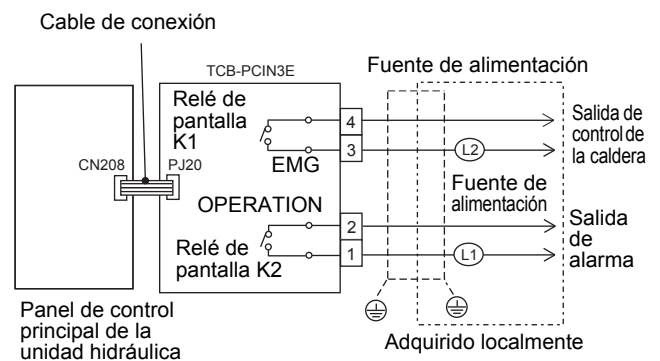 Cable de conexión
TCB-PCIN3E
Fuente de alimentación
Relé de
pantalla
K1
4
3
EMG
L2
Salida de
control de
la caldera
CN208
PJ20
OPERATION
Fuente de
alimentación
2
1
Relé de
pantalla K2
L1
Salida
de
alarma
Panel de control
principal de la
unidad hidráulica
Adquirido localmente